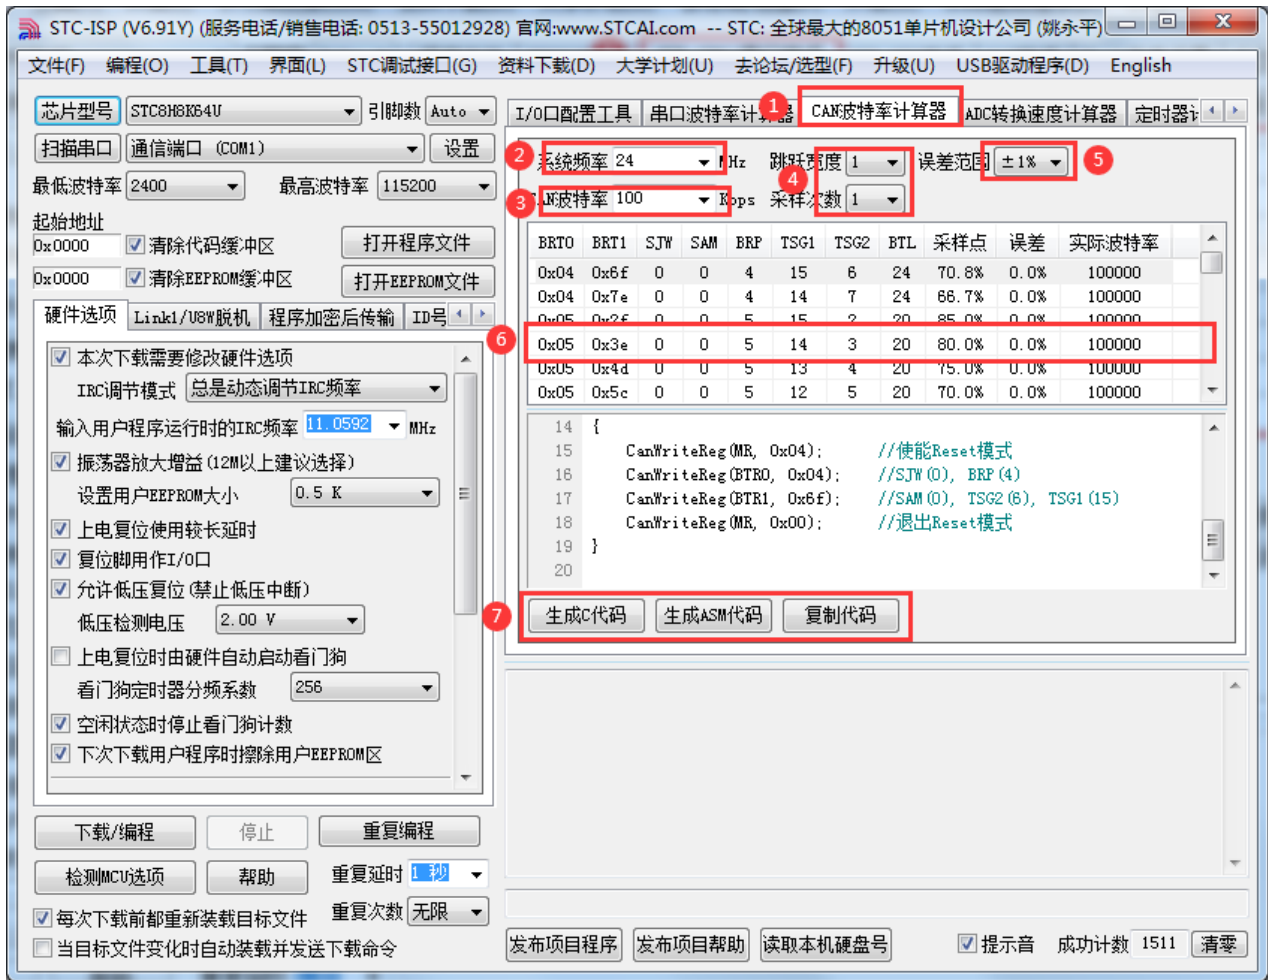 STC-ISP (V6.91Y) (服务电话/销售电话: 0513-55012928) 官网:www.STCAI.com -- STC: 全球最大的8051单片机设计公司 (姚永平)
文件(F) 编程(O) 工具(T) 界面(L) STC调试接口(G) 资料下载(D) 大学计划(U) 去论坛/选型(F) 升级(U) USB驱动程序(D) English
芯片型号 STC8H8K64U 引脚数 Auto
扫描串口 通信端口 (COM1) 设置
最低波特率 2400 最高波特率 115200
起始地址
0x0000 清除代码缓冲区 打开程序文件
0x0000 清除EEPROM缓冲区 打开EEPROM文件
硬件选项 Link1/U8W脱机 程序加密后传输 ID号
本次下载需要修改硬件选项
IRC调节模式 总是动态调节IRC频率
输入用户程序运行时的IRC频率 11.0592 MHz
振荡器放大增益(12M以上建议选择)
设置用户EEPROM大小 0.5 K
上电复位使用较长延时
复位脚用作I/O口
允许低压复位(禁止低压中断)
低压检测电压 2.00 V
上电复位时由硬件自动启动看门狗
看门狗定时器分频系数 256
空闲状态时停止看门狗计数
下次下载用户程序时擦除用户EEPROM区
下载/编程 停止 重复编程
检测MCU选项 帮助 重复延时 1 秒
每次下载前都重新装载目标文件 重复次数 无限
当目标文件变化时自动装载并发送下载命令
I/O口配置工具 串口波特率计算器 1 CAN波特率计算器 ADC转换速度计算器
2 系统频率 24 MHz 跳跃宽度 1 误差范围 ±1% 5
3 CAN波特率 100 Kbps 4 采样次数 1
BRT0 BRT1 SJW SAM BRP TSG1 TSG2 BTL 采样点 误差 实际波特率
0x04 0x6f 0 0 4 15 6 24 70.8% 0.0% 100000
0x04 0x7e 0 0 4 14 7 24 66.7% 0.0% 100000
0x05 0x2f 0 0 5 15 2 20 85.0% 0.0% 100000
6 0x05 0x3e 0 0 5 14 3 20 80.0% 0.0% 100000
0x05 0x4d 0 0 5 13 4 20 75.0% 0.0% 100000
0x05 0x5c 0 0 5 12 5 20 70.0% 0.0% 100000
14 {
15 CanWriteReg(MR, 0x04); //使能Reset模式
16 CanWriteReg(BTR0, 0x04); //SJW(0), BRP(4)
17 CanWriteReg(BTR1, 0x6f); //SAM(0), TSG2(6), TSG1(15)
18 CanWriteReg(MR, 0x00); //退出Reset模式
19 }
20
7 生成C代码 生成ASM代码 复制代码
发布项目程序 发布项目帮助 读取本机硬盘号 提示音 成功计数 1511 清零